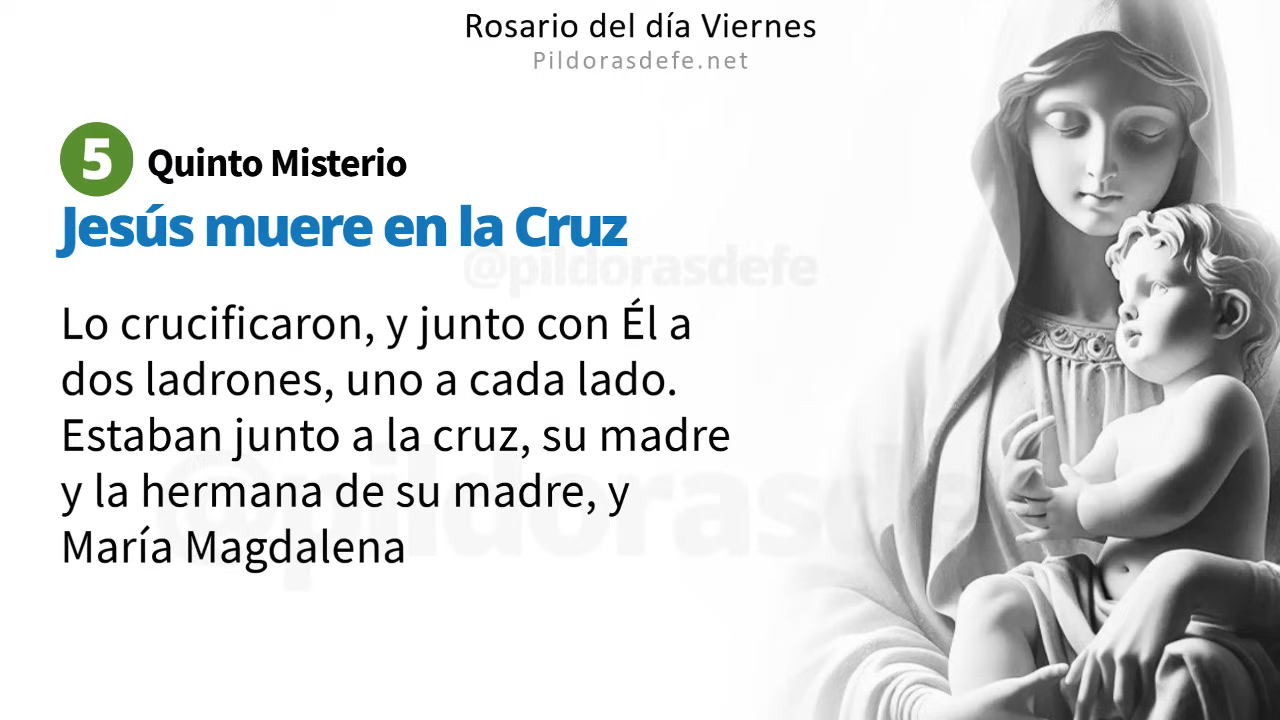 Rosario del día Viernes
Pildorasdefe.net
5 Quinto Misterio
Jesús muere en la Cruz
@pildorasdefe
Lo crucificaron, y junto con Él a
dos ladrones, uno a cada lado.
Estaban junto a la cruz, su madre
y la hermana de su madre, y
María Magdalena
@pildorasdefe